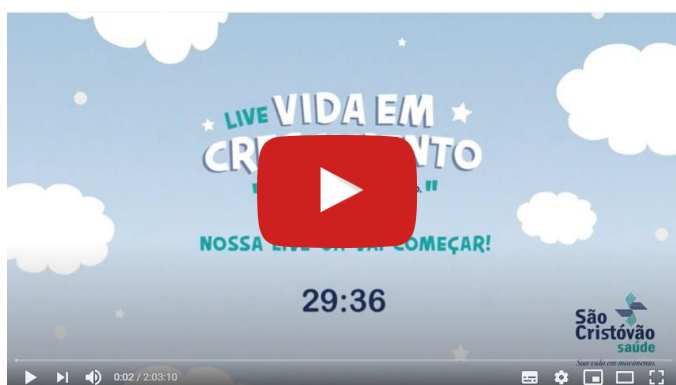 LIVE VIDA EM
NOSSA COMEÇAR!
29:36
São
Cristóvão
saúde
Sua vida em movimento.
0:02 / 2:03:10